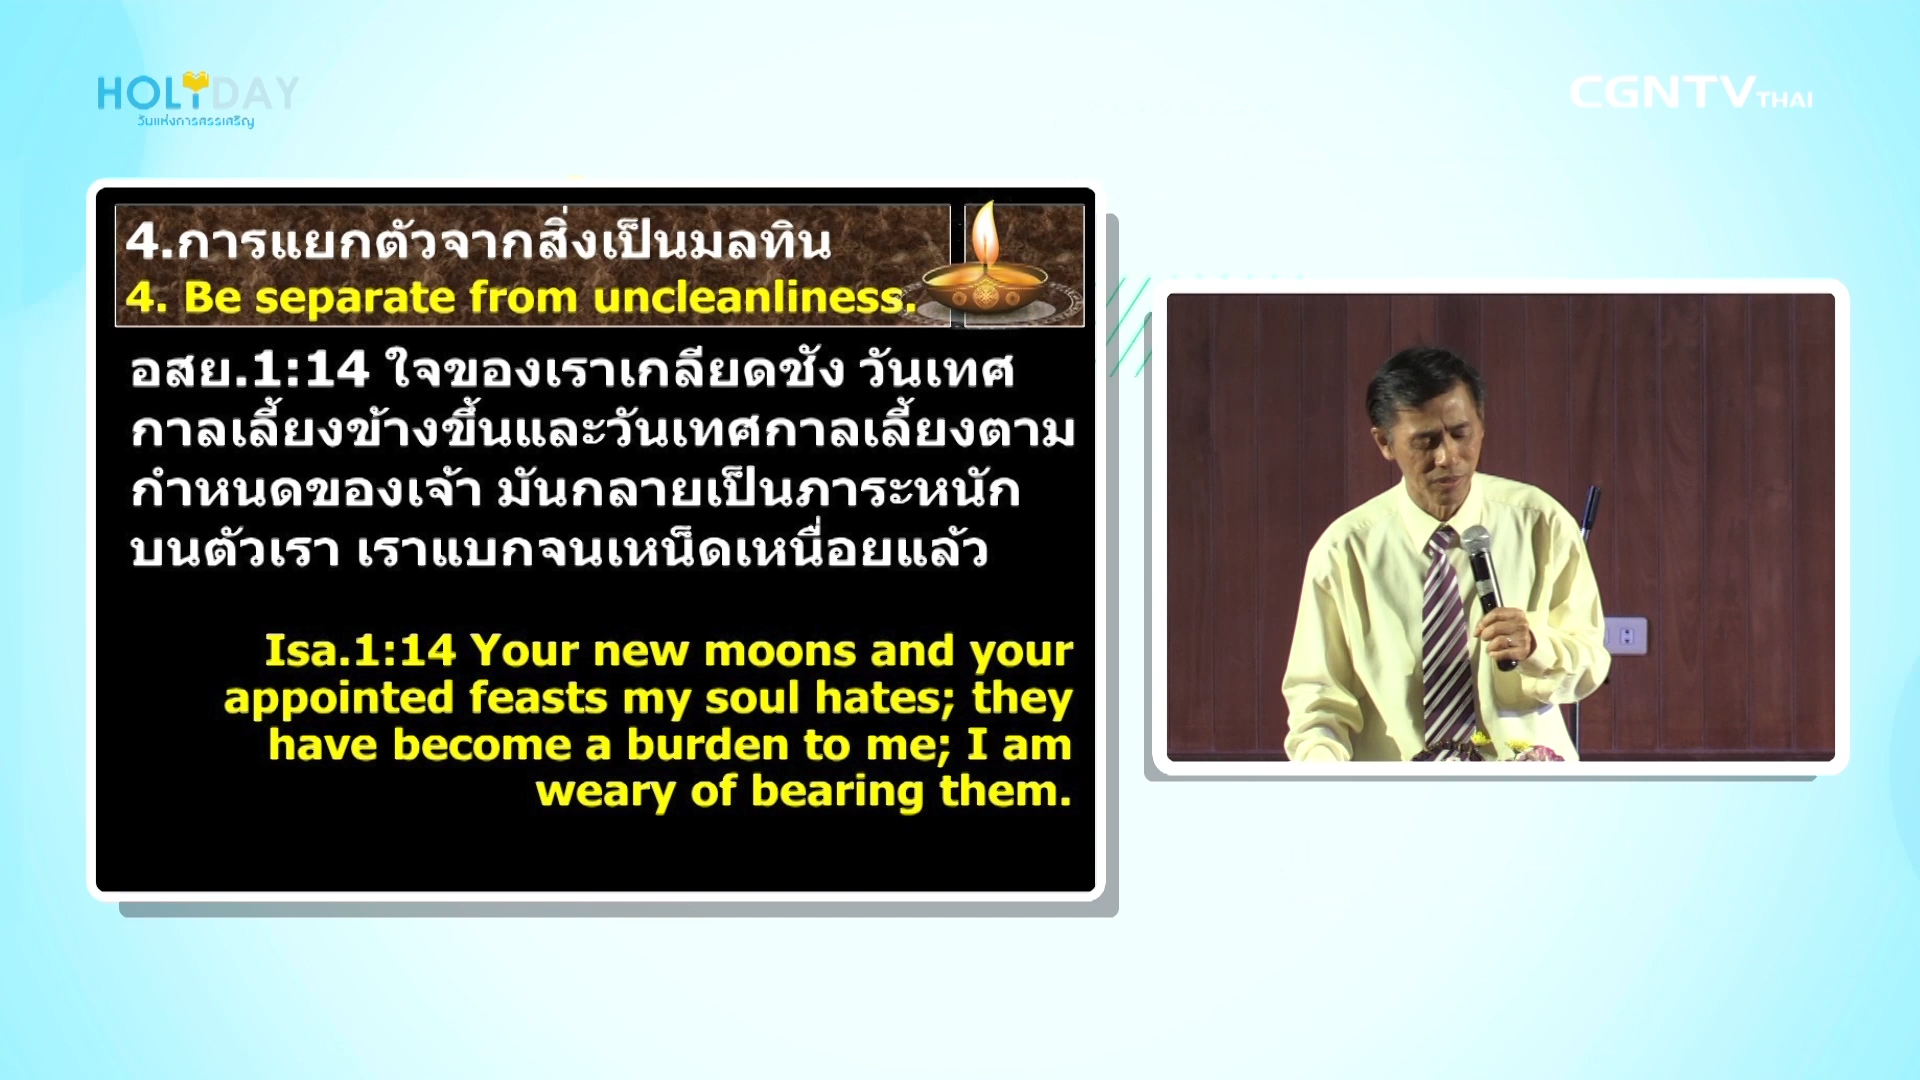 HOLYDAY
วันแห่งการสรรเสริญ
CGNTV THAI
4.การแยกตัวจากสิ่งเป็นมลทิน
4. Be separate from uncleanliness.
อสย.1:14 ใจของเราเกลียดชัง วันเทศ
กาลเลี้ยงข้างขึ้นและวันเทศกาลเลี้ยงตาม
กำหนดของเจ้า มันกลายเป็นภาระหนัก
บนตัวเรา เราแบกจนเหน็ดเหนื่อยแล้ว
Isa.1:14 Your new moons and your
appointed feasts my soul hates; they
have become a burden to me; I am
weary of bearing them.